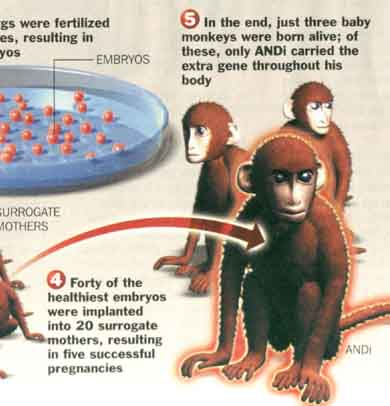 gs were fertilized
es, resulting in
yos
EMBRYOS
SURROGATE
MOTHERS
4 Forty of the
healthiest embryos
were implanted
into 20 surrogate
mothers, resulting
in five successful
pregnancies
5 In the end, just three baby
monkeys were born alive; of
these, only ANDi carried the
extra gene throughout his
body
ANDi